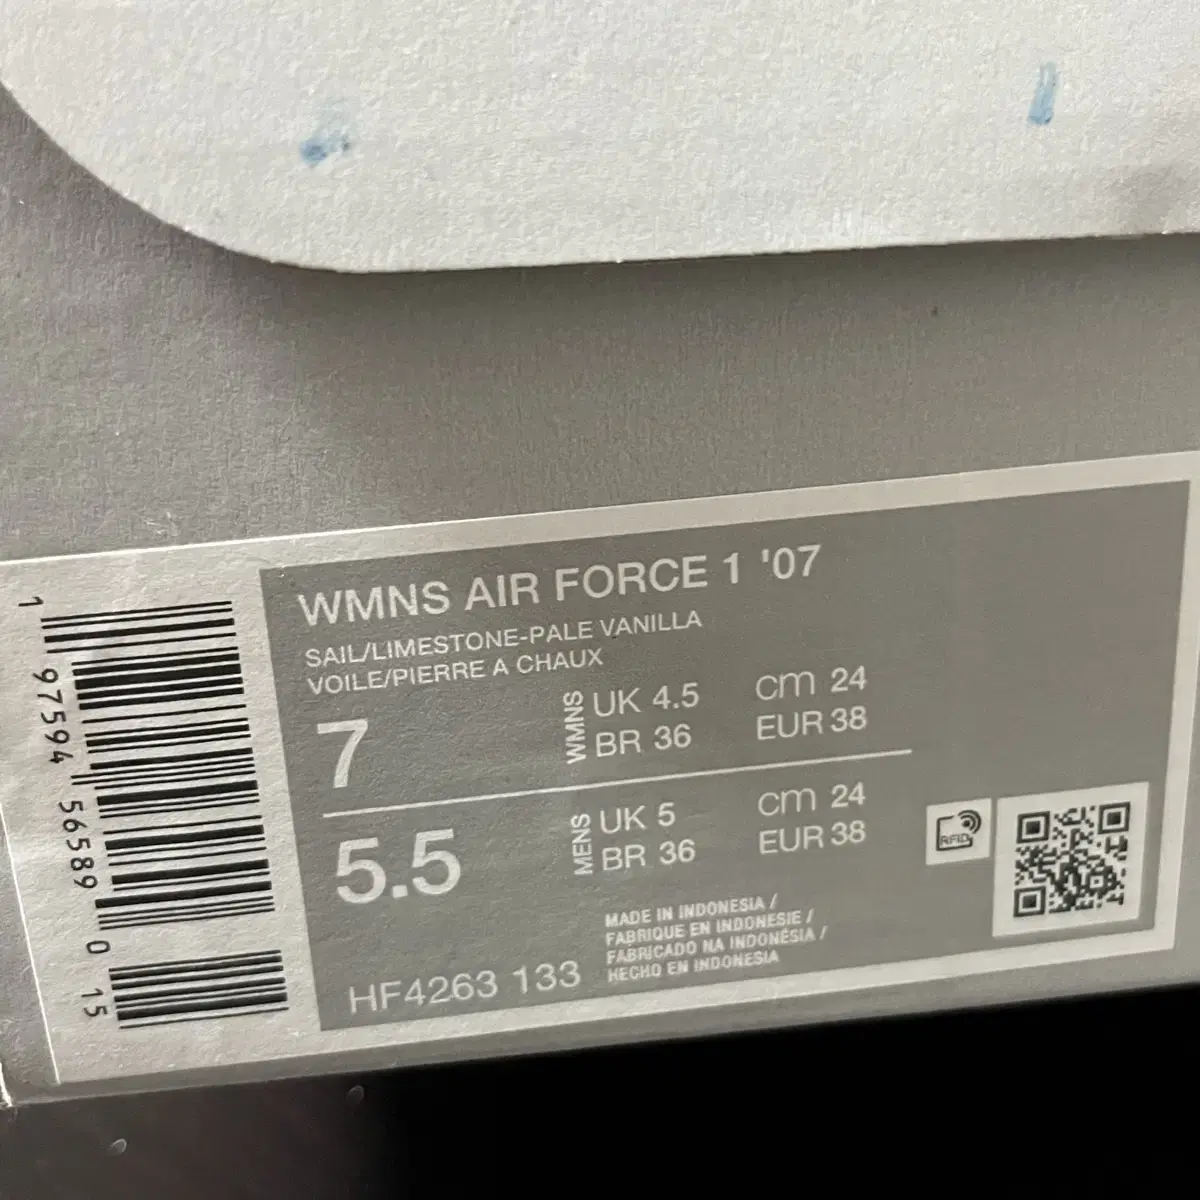 WMNS AIR FORCE 1 '07
SAIL/LIMESTONE-PALE VANILLA
VOILE/PIERRE A CHAUX
7
WMNS
UK 4.5 cm 24
BR 36 EUR 38
5.5
MENS
UK 5 cm 24
BR 36 EUR 38
MADE IN INDONESIA /
FABRIQUE EN INDONESIE /
FABRICADO NA INDONÉSIA /
HECHO EN INDONESIA
HF4263 133
RFID
1 97594 56589 0 15